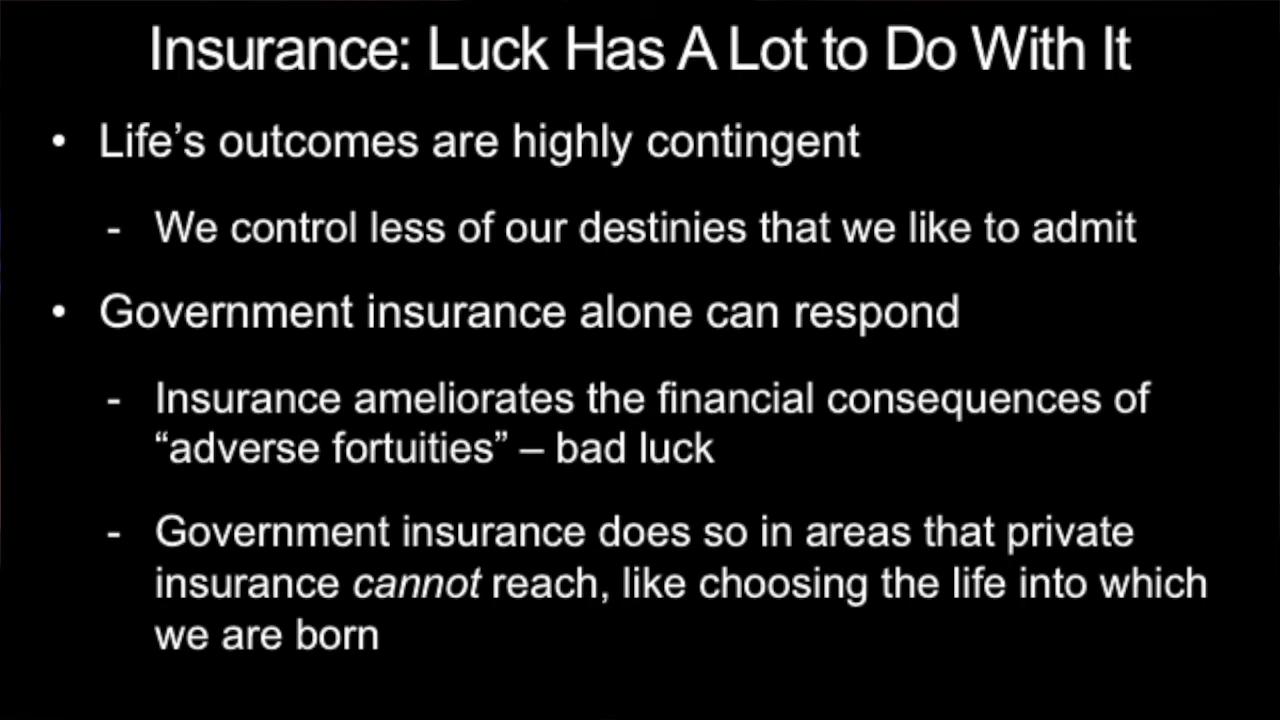 Insurance: Luck Has A Lot to Do With It
• Life’s outcomes are highly contingent
- We control less of our destinies that we like to admit
• Government insurance alone can respond
- Insurance ameliorates the financial consequences of
“adverse fortuities” – bad luck
- Government insurance does so in areas that private
insurance cannot reach, like choosing the life into which
we are born